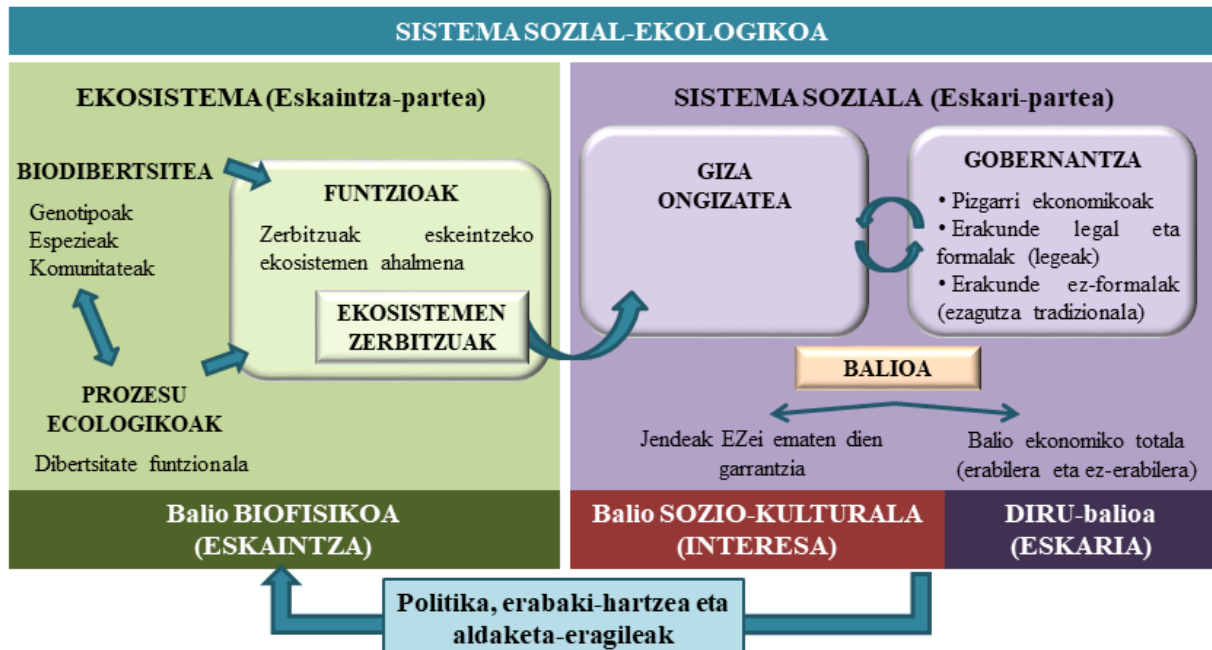 SISTEMA SOZIAL-EKOLOGIKOA
EKOSISTEMA (Eskaintza-partea)
BIODIBERTSITEA
Genotipoak
Espezieak
Komunitateak
FUNTZIOAK
Zerbitzuak eskeintzeko
ekosistemen ahalmena
EKOSISTEMEN
ZERBITZUAK
PROZESU
ECOLOGIKOAK
Dibertsitate funtzionala
Balio BIOFISIKOA
(ESKAINTZA)
SISTEMA SOZIALA (Eskari-partea)
GIZA
ONGIZATEA
GOBERNANTZA
• Pizgarri ekonomikoak
• Erakunde legal eta
formalak (legeak)
• Erakunde ez-formalak
(ezagutza tradizionala)
BALIOA
Jendeak EZei ematen dien
garrantzia
Balio ekonomiko totala
(erabilera eta ez-erabilera)
Balio SOZIO-KULTURALA
(INTERESA)
DIRU-balioa
(ESKARIA)
Politika, erabaki-hartzea eta
aldaketa-eragileak